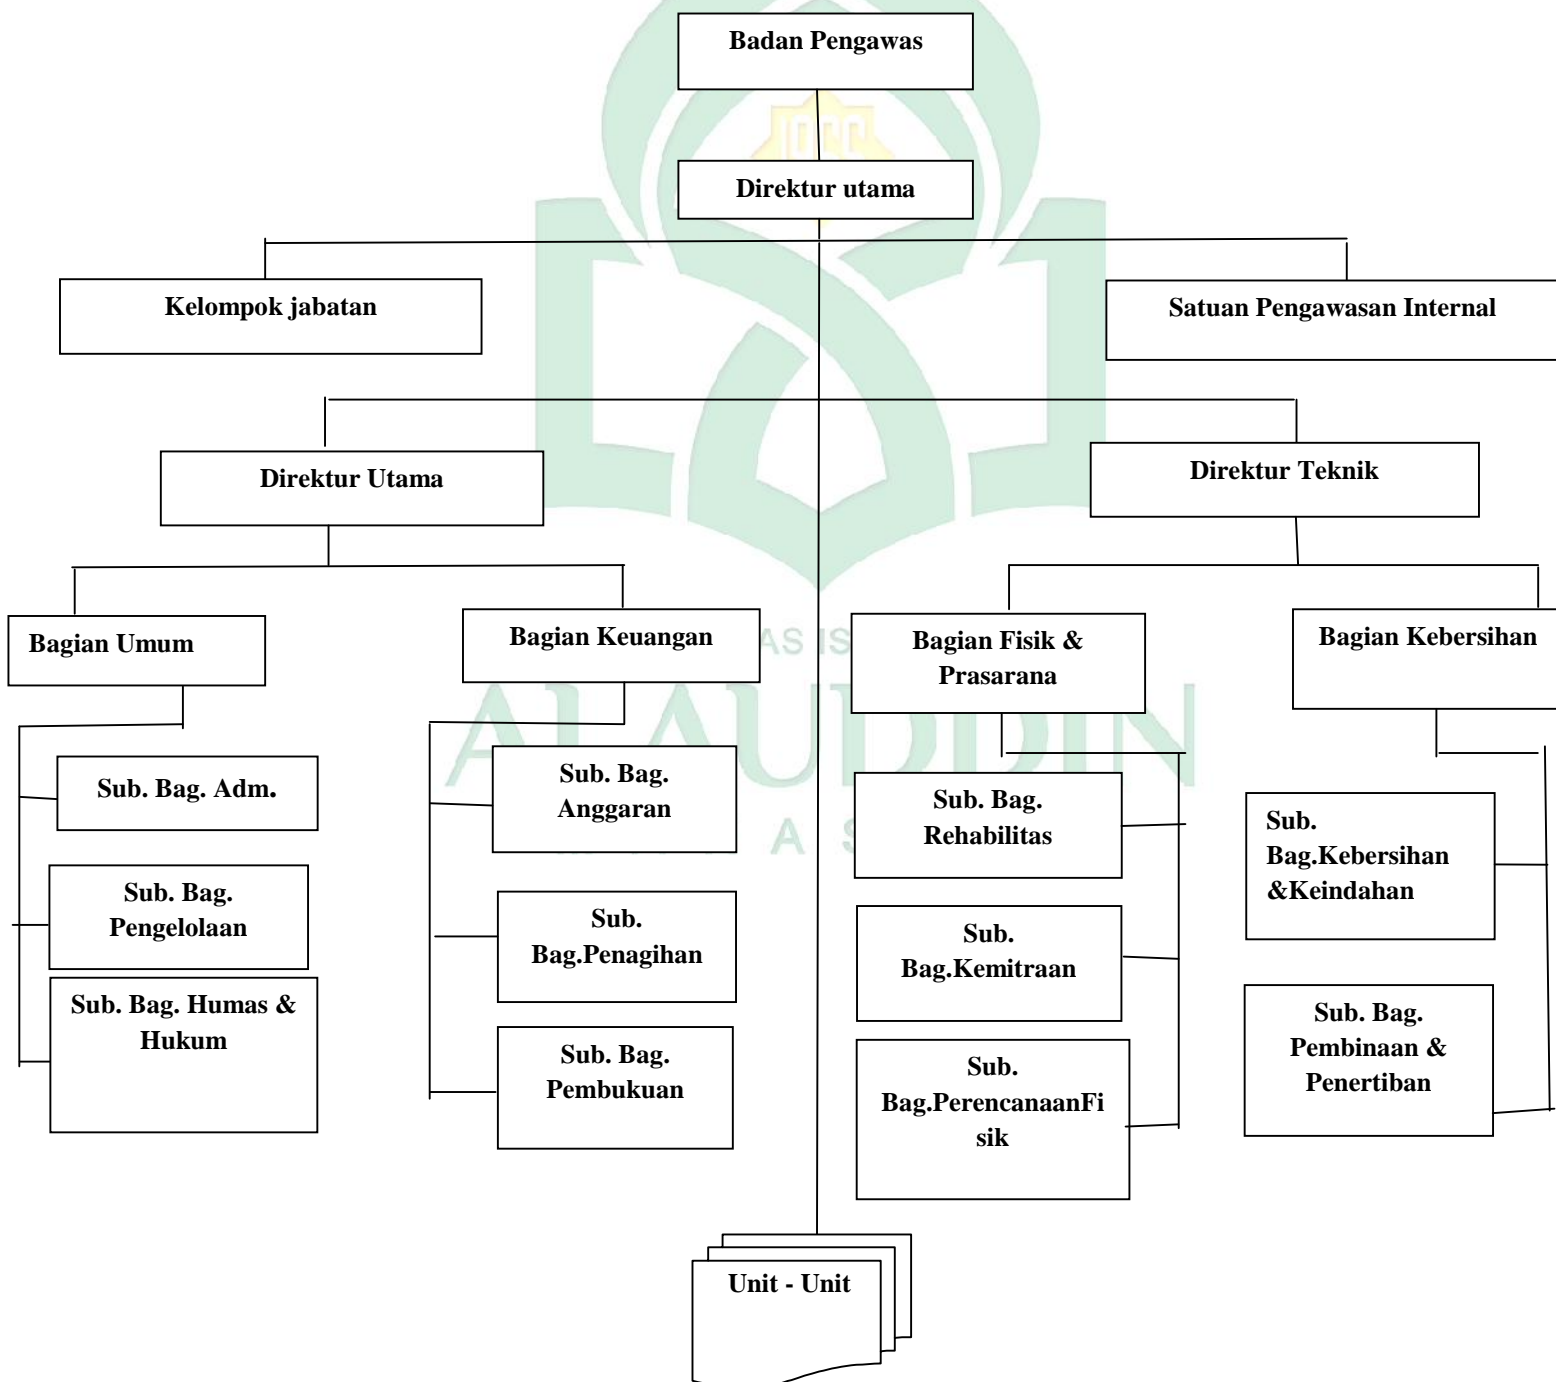 Badan Pengawas
Direktur utama
Kelompok jabatan
Satuan Pengawasan Internal
Direktur Utama
Direktur Teknik
Bagian Umum
Bagian Keuangan
Bagian Fisik &
Prasarana
Bagian Kebersihan
AS IS
ALAUDDIN
Sub. Bag. Adm.
Sub. Bag.
Pengelolaan
Sub. Bag. Humas &
Hukum
Sub. Bag.
Anggaran
Sub.
Bag.Penagihan
Sub. Bag.
Pembukuan
Sub. Bag.
Rehabilitas
Sub.
Bag.Kemitraan
Sub.
Bag.PerencanaanFi
sik
Sub.
Bag.Kebersihan
&Keindahan
Sub. Bag.
Pembinaan &
Penertiban
Unit - Unit